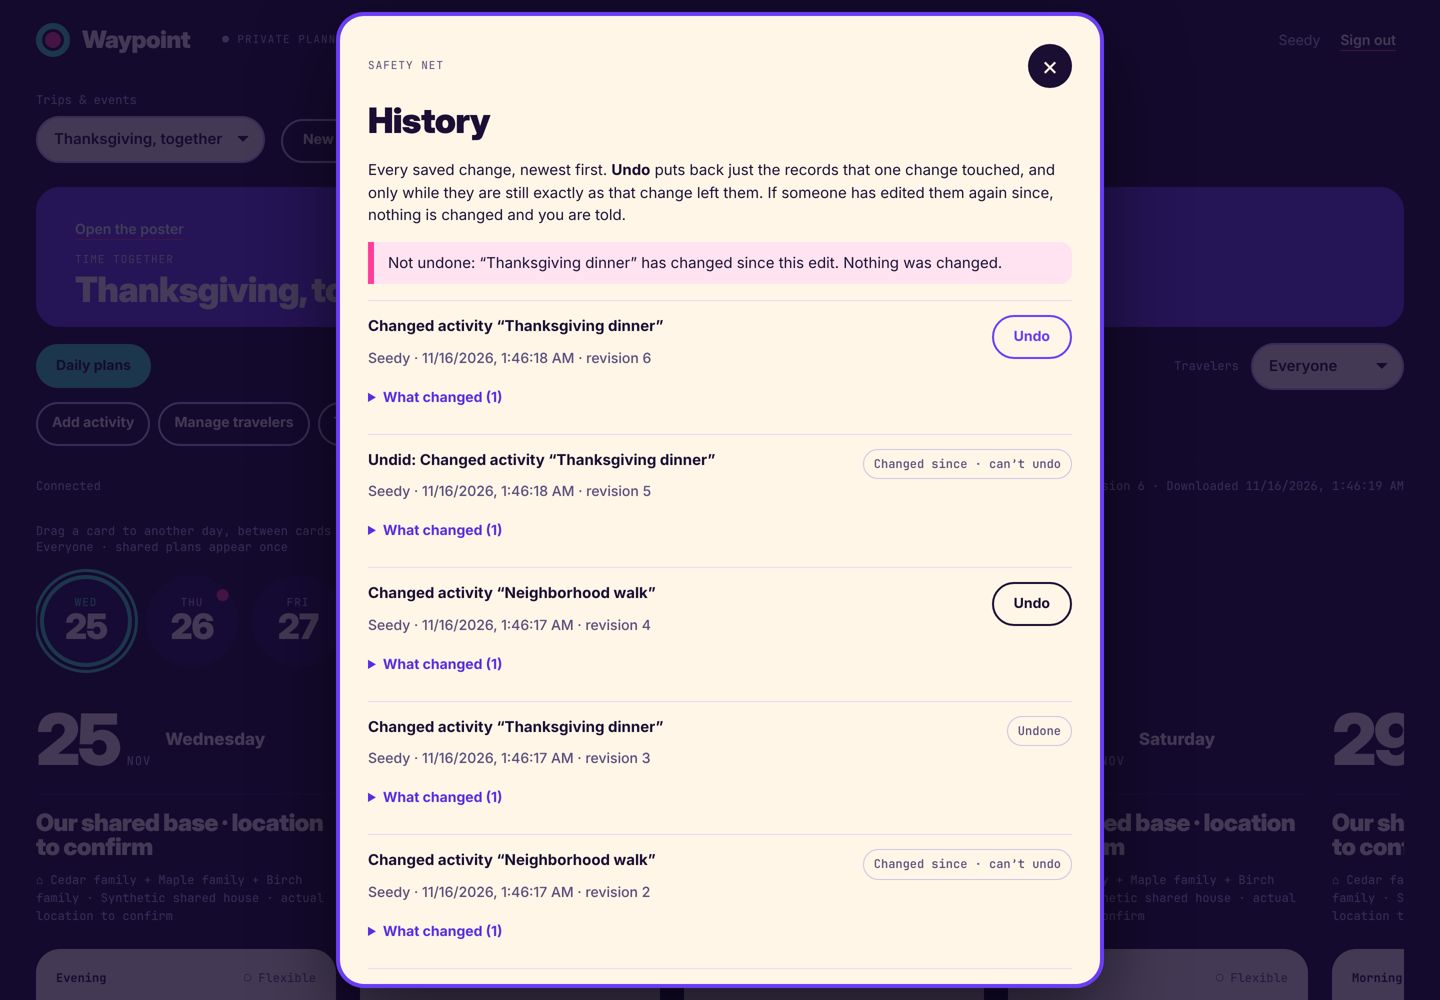 Waypoint
PRIVATE PLANN
Seedy
Sign out
Trips & events
Thanksgiving, together
New
Open the poster
TIME TOGETHER
Thanksgiving, to
Daily plans
Travelers
Everyone
Add activity
Manage travelers
Connected
sion 6 · Downloaded 11/16/2026, 1:46:19 AM
Drag a card to another day, between cards
Everyone · shared plans appear once
WED
25
THU
26
FRI
27
25
NOV
Wednesday
Our shared base · location
to confirm
⌂ Cedar family + Maple family + Birch
family · Synthetic shared house · actual
location to confirm
Evening
○ Flexible
SAFETY NET
×
History
Every saved change, newest first. Undo puts back just the records that one change touched, and
only while they are still exactly as that change left them. If someone has edited them again since,
nothing is changed and you are told.
Not undone: “Thanksgiving dinner” has changed since this edit. Nothing was changed.
Changed activity “Thanksgiving dinner”
Undo
Seedy · 11/16/2026, 1:46:18 AM · revision 6
▶ What changed (1)
Undid: Changed activity “Thanksgiving dinner”
Changed since · can’t undo
Seedy · 11/16/2026, 1:46:18 AM · revision 5
▶ What changed (1)
Changed activity “Neighborhood walk”
Undo
Seedy · 11/16/2026, 1:46:17 AM · revision 4
▶ What changed (1)
Changed activity “Thanksgiving dinner”
Undone
Seedy · 11/16/2026, 1:46:17 AM · revision 3
▶ What changed (1)
Changed activity “Neighborhood walk”
Changed since · can’t undo
Seedy · 11/16/2026, 1:46:17 AM · revision 2
▶ What changed (1)
NOV
Saturday
ed base · location
m
y + Maple family + Birch
hetic shared house · actual
onfirm
○ Flexible
29
Our sh
to con
⌂ Cedar fa
family · S
location t
Morning